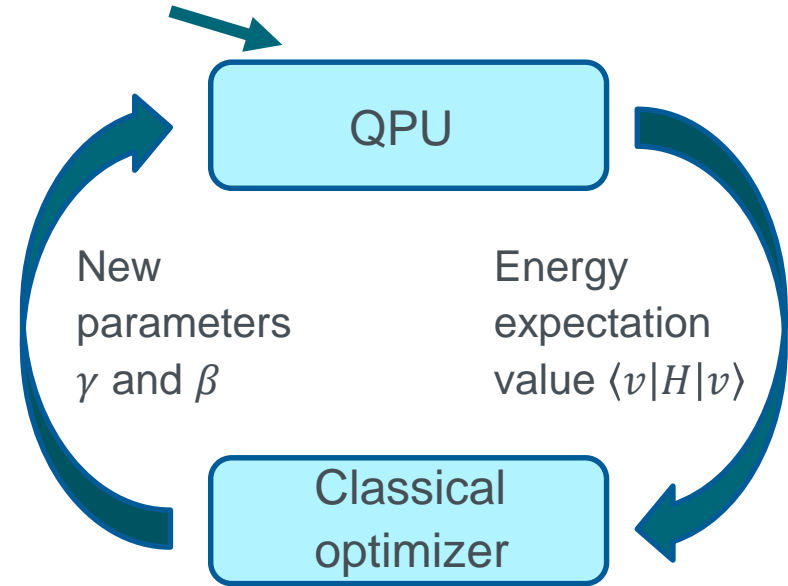 QPU
New
parameters
𝛾 and 𝛽
Energy
expectation
value ⟨𝑣|𝐻|𝑣⟩
Classical
optimizer